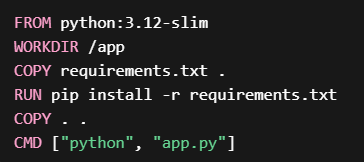 FROM python:3.12-slim
WORKDIR /app
COPY requirements.txt .
RUN pip install -r requirements.txt
COPY . .
CMD ["python", "app.py"]